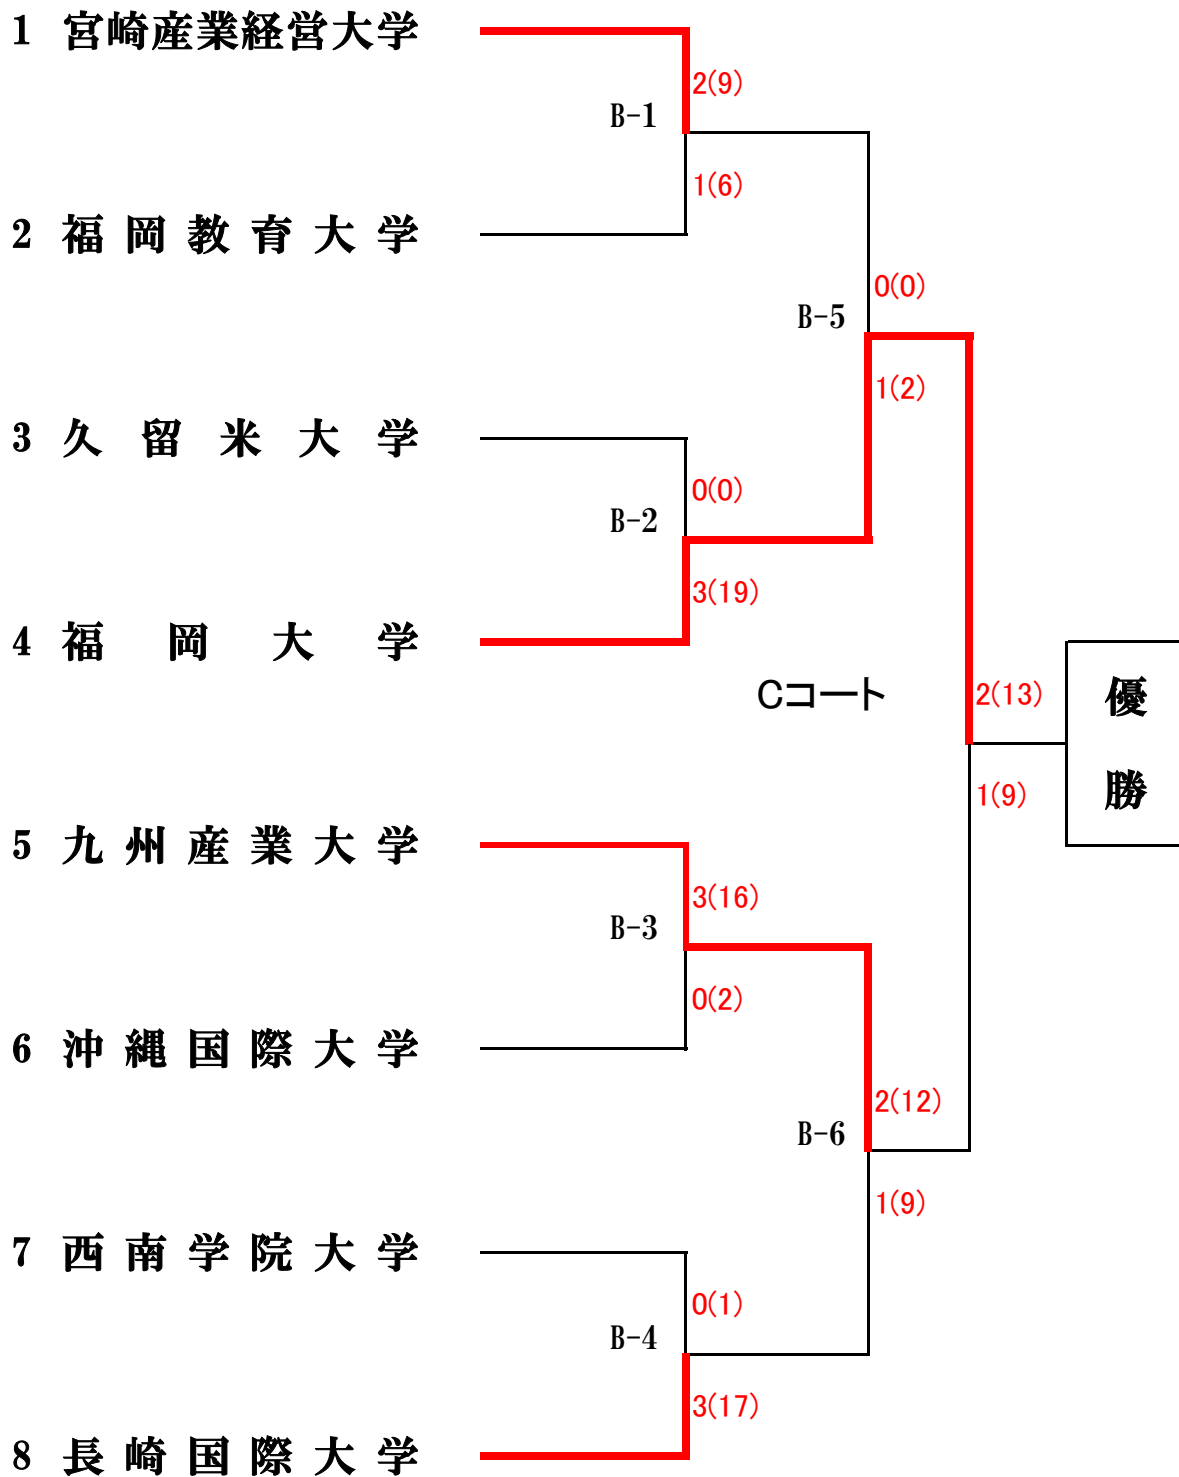 1 宮崎産業経営大学
2(9)
B-1
1(6)
2 福岡教育大学
0(0)
B-5
1(2)
3 久留米大学
0(0)
B-2
3(19)
4 福岡大学
Cコート
2(13)
優勝
1(9)
5 九州産業大学
3(16)
B-3
0(2)
6 沖縄国際大学
2(12)
B-6
1(9)
7 西南学院大学
0(1)
B-4
3(17)
8 長崎国際大学